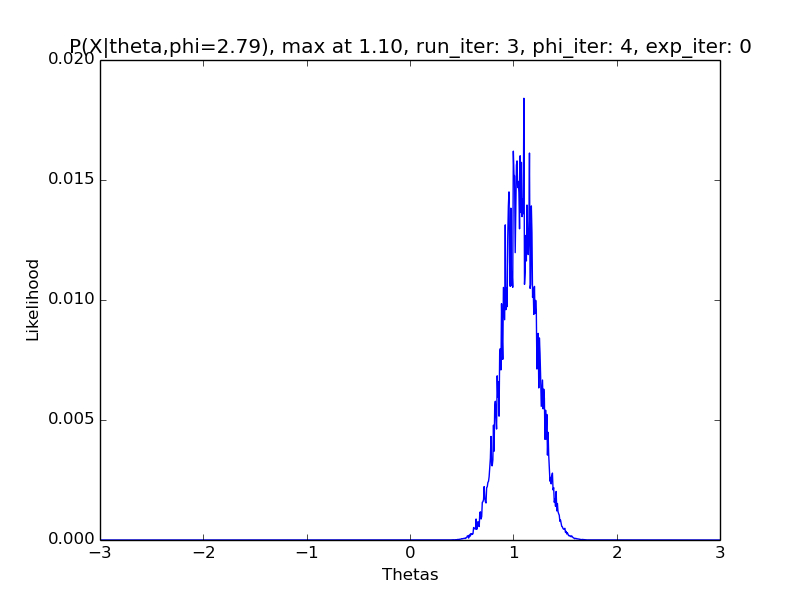 P(X|theta,phi=2.79), max at 1.10, run_iter: 3, phi_iter: 4, exp_iter: 0
0.020
0.015
0.010
0.005
0.000
Likelihood
−3 −2 −1 0 1 2 3
Thetas